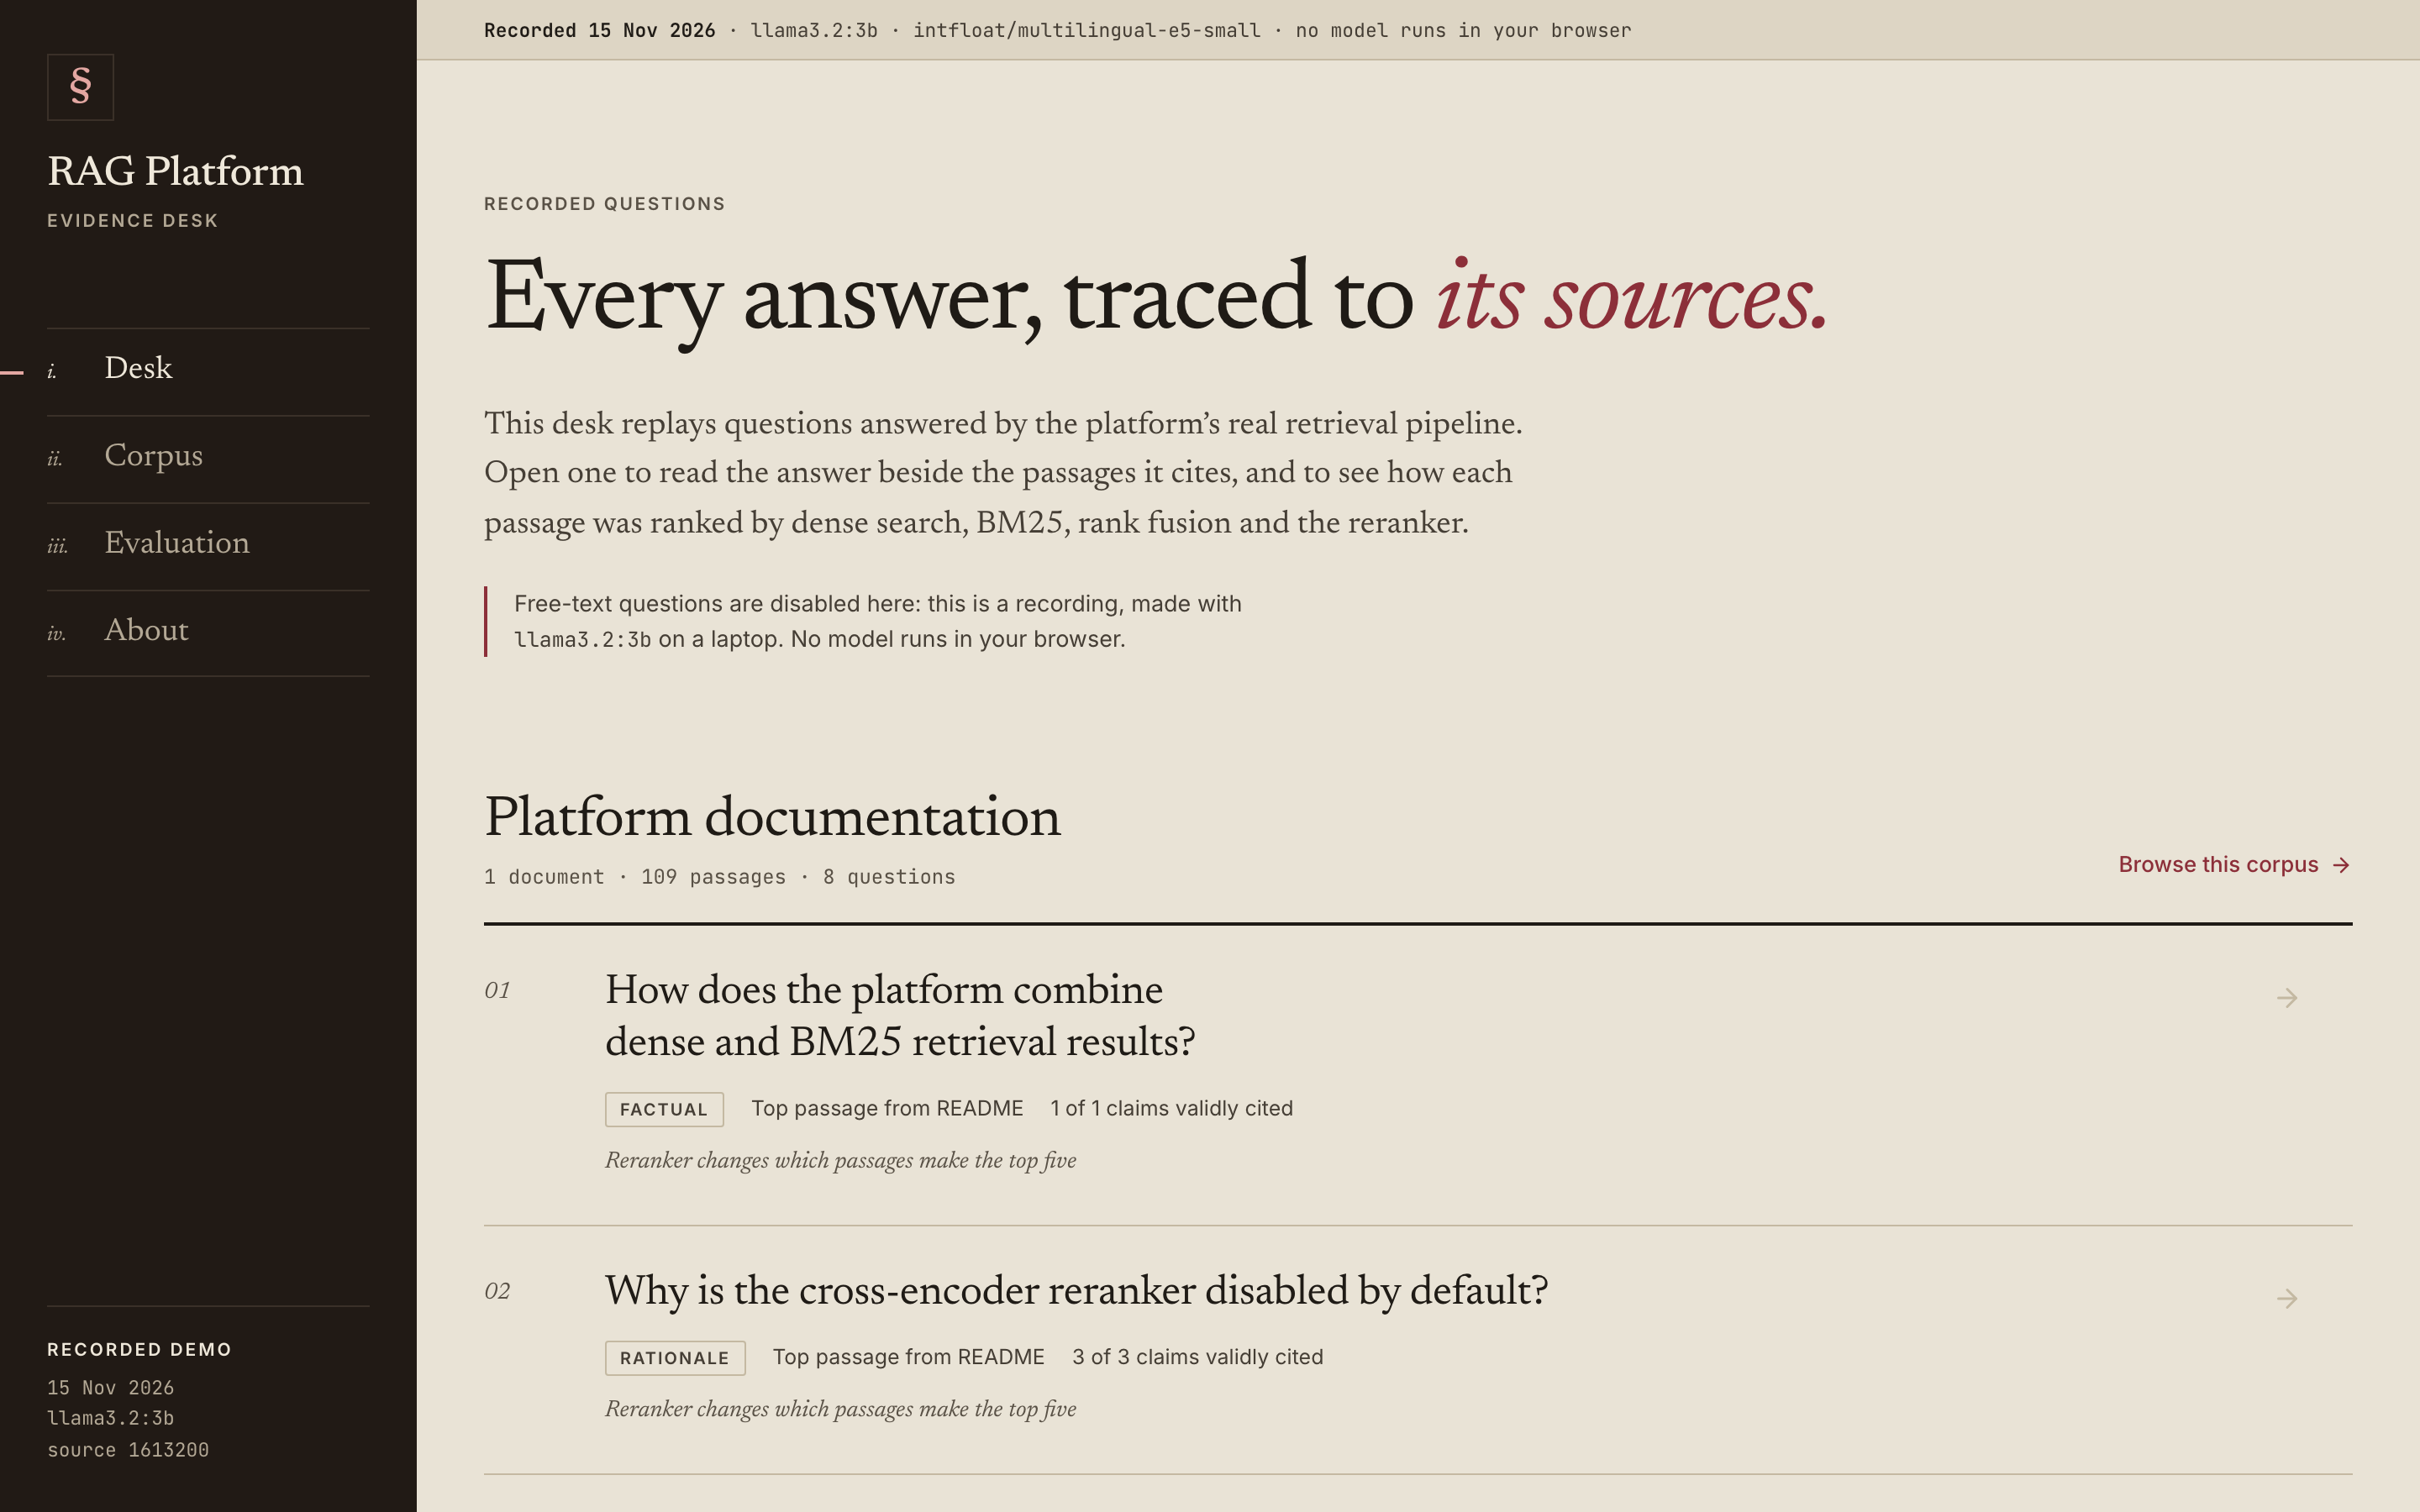 §
RAG Platform
EVIDENCE DESK
i. Desk
ii. Corpus
iii. Evaluation
iv. About
RECORDED DEMO
15 Nov 2026
llama3.2:3b
source 1613200
Recorded 15 Nov 2026 · llama3.2:3b · intfloat/multilingual-e5-small · no model runs in your browser
RECORDED QUESTIONS
Every answer, traced to its sources.
This desk replays questions answered by the platform’s real retrieval pipeline.
Open one to read the answer beside the passages it cites, and to see how each
passage was ranked by dense search, BM25, rank fusion and the reranker.
Free-text questions are disabled here: this is a recording, made with
llama3.2:3b on a laptop. No model runs in your browser.
Platform documentation
1 document · 109 passages · 8 questions
Browse this corpus →
01 How does the platform combine →
dense and BM25 retrieval results?
FACTUAL Top passage from README 1 of 1 claims validly cited
Reranker changes which passages make the top five
02 Why is the cross-encoder reranker disabled by default? →
RATIONALE Top passage from README 3 of 3 claims validly cited
Reranker changes which passages make the top five